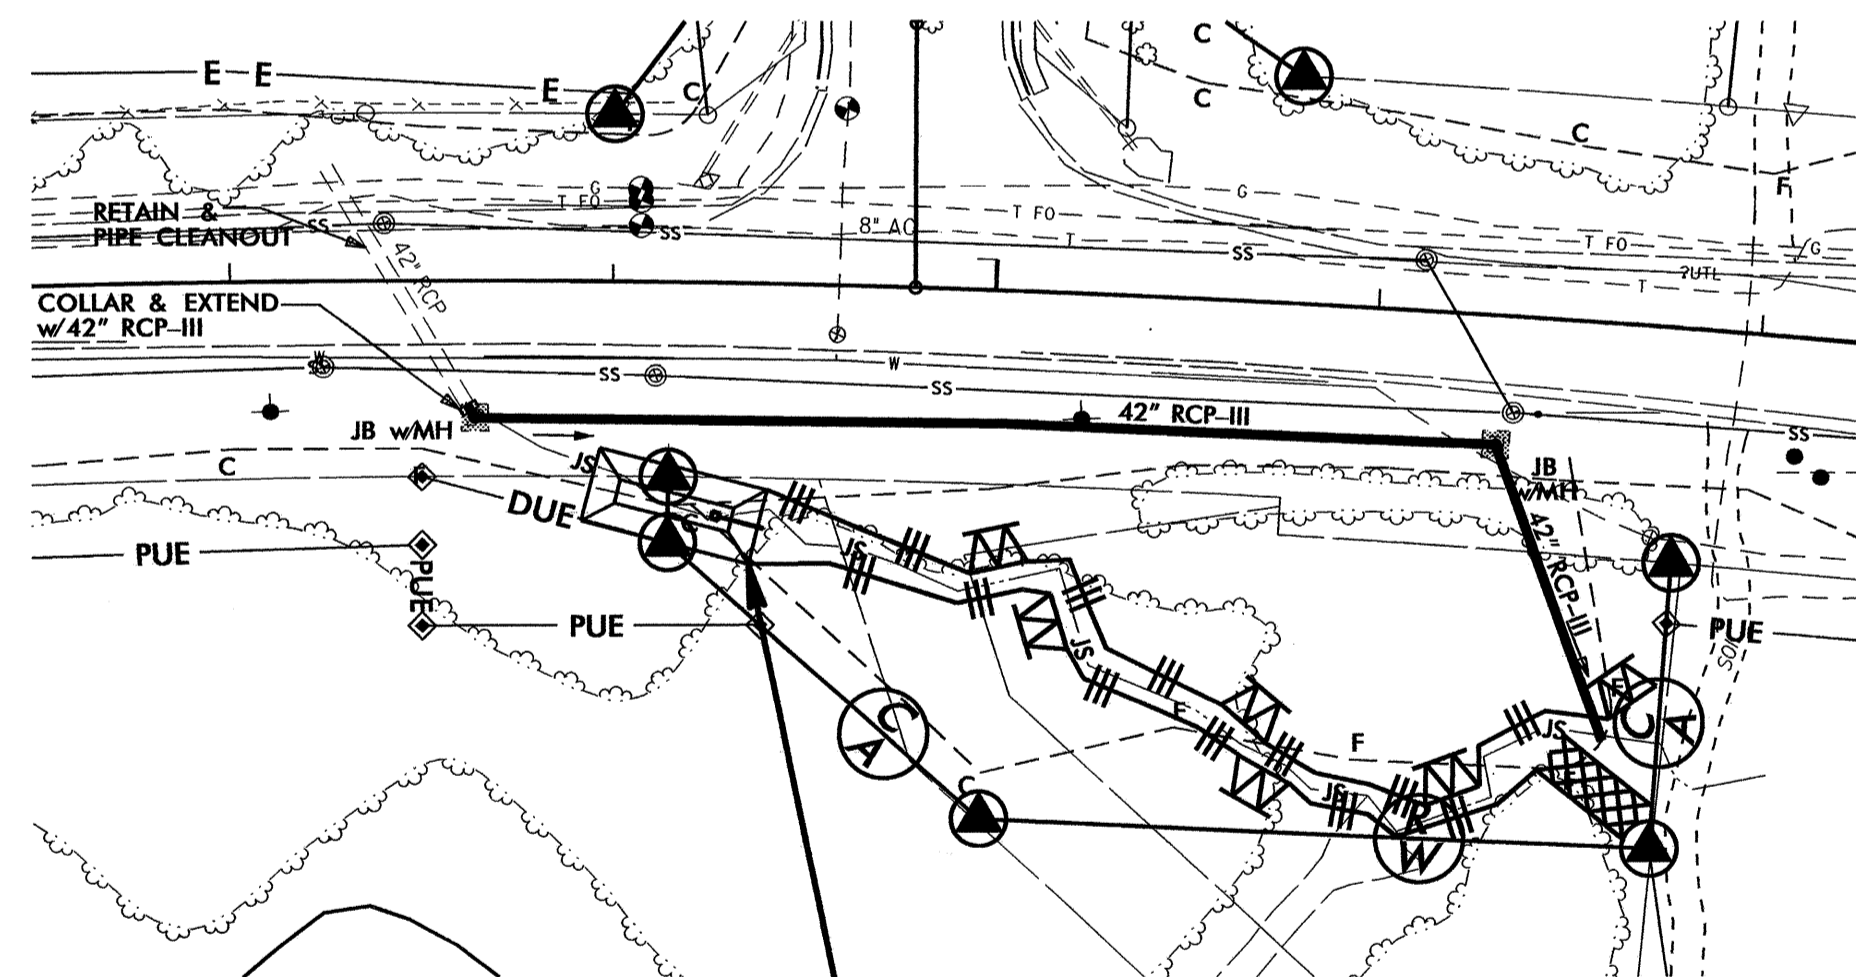 C
E E
E
C
C
C
F
G
G
T FO
T FO
RETAIN &
PIPE CLEANOUT
SS
SS
8" AC
T
SS
T FO
G
?UTL
T
42" RCP
COLLAR & EXTEND
w/42" RCP-III
W
W
SS
SS
42" RCP-III
JB w/MH
SS
C
JS
JB
w/MH
DUE
42" RCP-III
PUE
JS
PUE
PUE
PUE
JS
SOIL
F
F
F
C
A
C
A
JS
C
JS
R
W